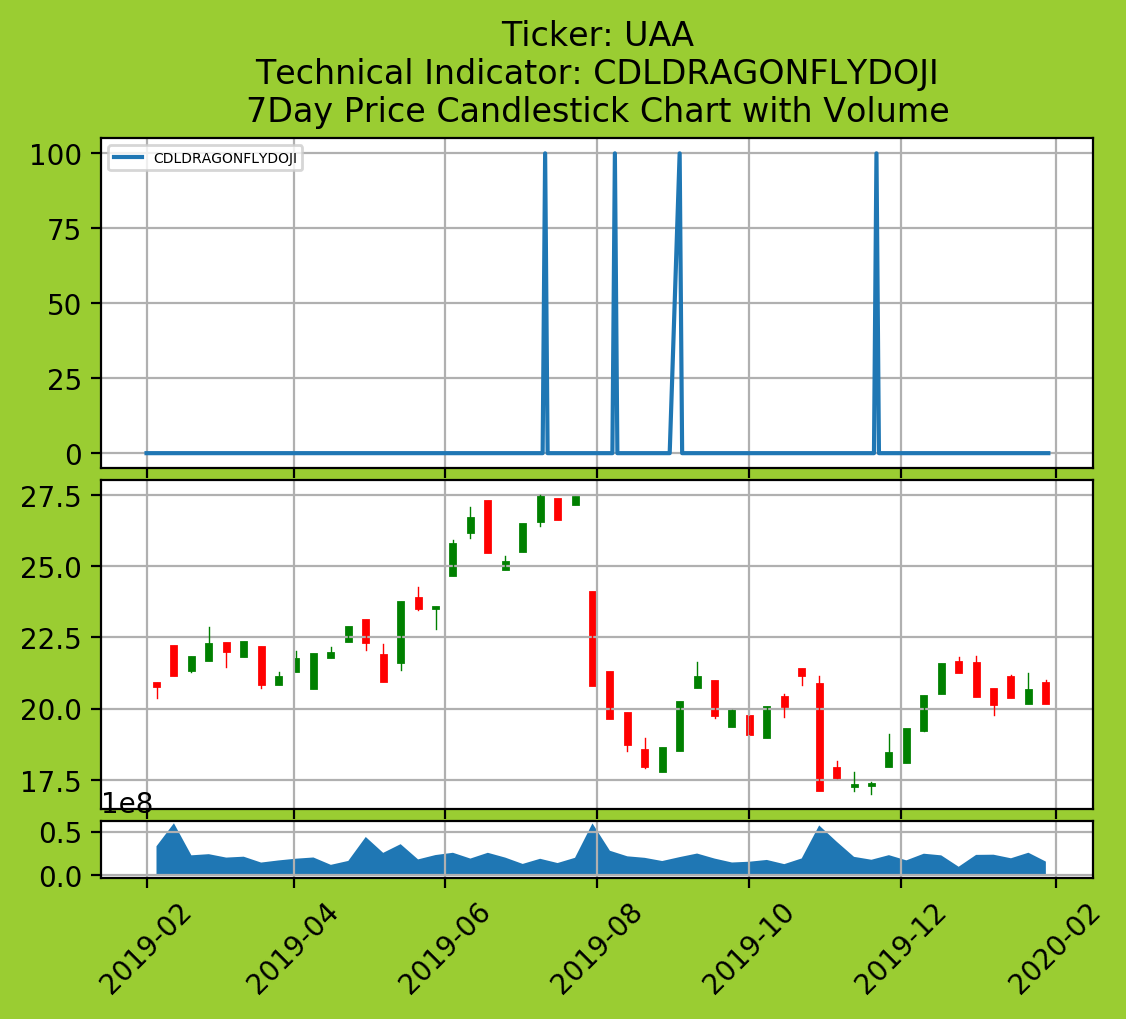 Ticker: UAA
Technical Indicator: CDLDRAGONFLYDOJI
7Day Price Candlestick Chart with Volume
CDLDRAGONFLYDOJI
100
75
50
25
0
27.5
25.0
22.5
20.0
17.5
1e8
0.5
0.0
2019-02 2019-04 2019-06 2019-08 2019-10 2019-12 2020-02